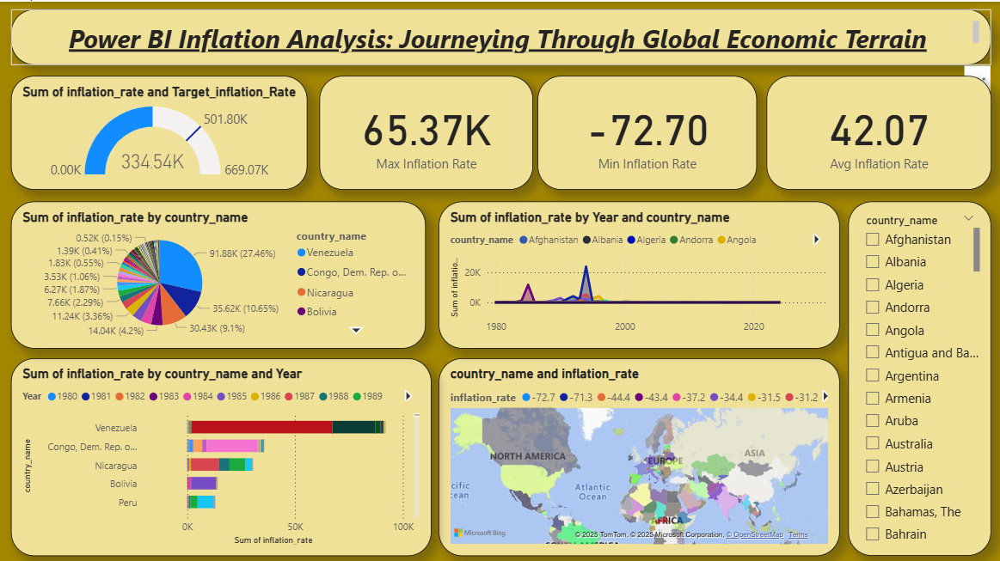 Power BI Inflation Analysis: Journeying Through Global Economic Terrain
Sum of inflation_rate and Target_inflation_Rate
501.80K
334.54K
0.00K
669.07K
65.37K
Max Inflation Rate
-72.70
Min Inflation Rate
42.07
Avg Inflation Rate
Sum of inflation_rate by country_name
0.52K (0.15%)
1.39K (0.41%)
1.83K (0.55%)
3.53K (1.06%)
6.27K (1.87%)
7.66K (2.29%)
11.24K (3.36%)
14.04K (4.2%)
91.88K (27.46%)
35.62K (10.65%)
30.43K (9.1%)
country_name
Venezuela
Congo, Dem. Rep. o...
Nicaragua
Bolivia
Sum of inflation_rate by Year and country_name
country_name Afghanistan Albania Algeria Andorra Angola
Sum of inflatio...
20K
0K
1980 2000 2020
country_name
Afghanistan
Albania
Algeria
Andorra
Angola
Antigua and Ba...
Argentina
Armenia
Aruba
Australia
Austria
Azerbaijan
Bahamas, The
Bahrain
Sum of inflation_rate by country_name and Year
Year 1980 1981 1982 1983 1984 1985 1986 1987 1988 1989
country_name
Venezuela
Congo, Dem. Rep. o...
Nicaragua
Bolivia
Peru
0K 50K 100K
Sum of inflation_rate
country_name and inflation_rate
inflation_rate -72.7 -71.3 -44.4 -43.4 -37.2 -34.4 -31.5 -31.2
NORTH AMERICA
EUROPE
ASIA
cific
cean
Atlantic
Ocean
AFRICA
SOUTH AMERICA
Microsoft Bing
© 2025 TomTom, © 2025 Microsoft Corporation, © OpenStreetMap Terms